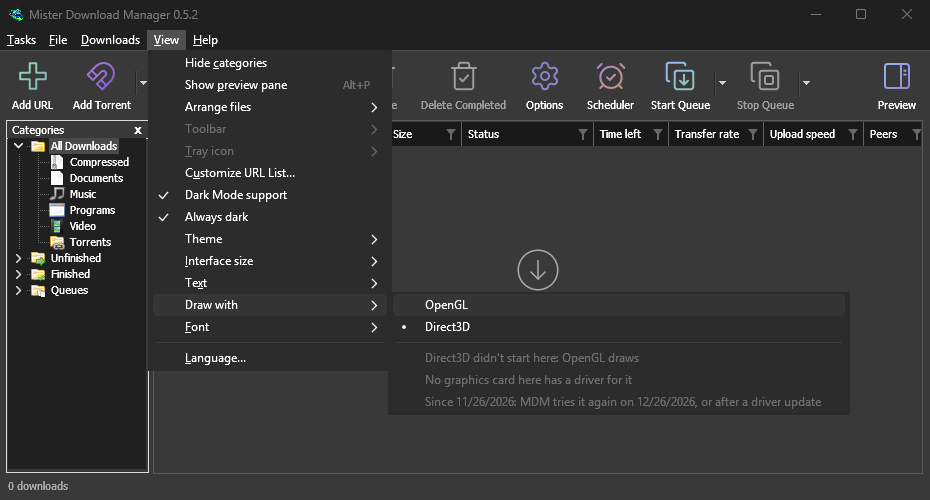 Mister Download Manager 0.5.2
Tasks File Downloads View Help
Add URL
Add Torrent
Delete Completed
Options
Scheduler
Start Queue
Stop Queue
Preview
Hide categories
Show preview pane Alt+P
Arrange files
Toolbar
Tray icon
Customize URL List...
Dark Mode support
Always dark
Theme
Interface size
Text
Draw with
Font
Language...
Categories x
All Downloads
Compressed
Documents
Music
Programs
Video
Torrents
Unfinished
Finished
Queues
Size Status Time left Transfer rate Upload speed Peers
OpenGL
Direct3D
Direct3D didn't start here: OpenGL draws
No graphics card here has a driver for it
Since 11/26/2026: MDM tries it again on 12/26/2026, or after a driver update
0 downloads